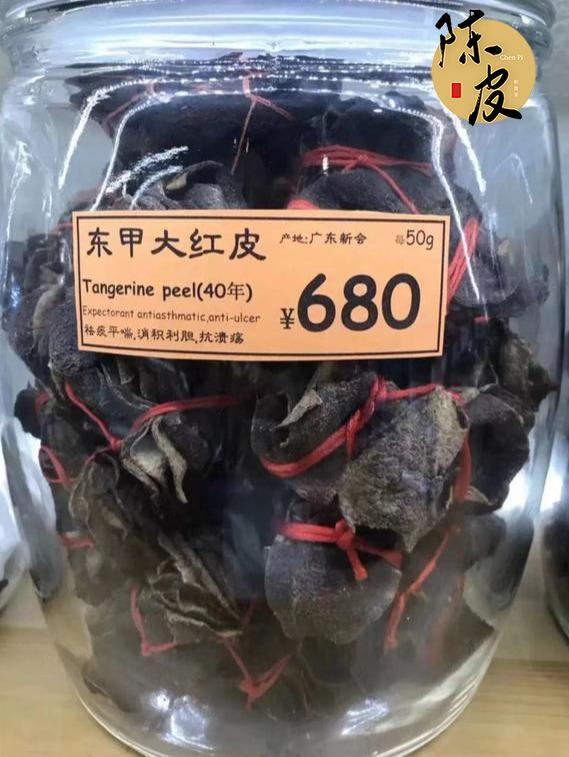 陈皮
Chen Pi
东甲大红皮
产地:广东新会
每50g
Tangerine peel(40年)
Expectorant antiasthmatic,anti-ulcer
祛痰平喘,消积利胆,抗溃疡
¥680